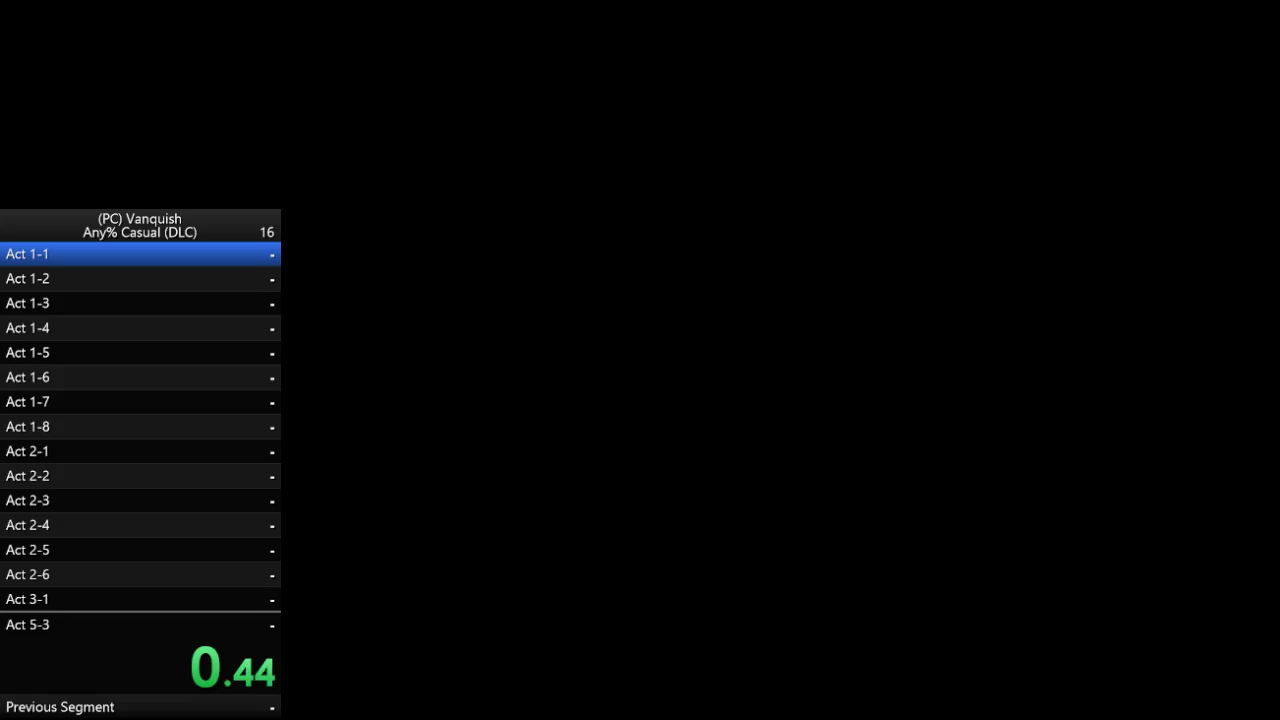 (PC) Vanquish
Any% Casual (DLC) 16
Act 1-1 -
Act 1-2 -
Act 1-3 -
Act 1-4 -
Act 1-5 -
Act 1-6 -
Act 1-7 -
Act 1-8 -
Act 2-1 -
Act 2-2 -
Act 2-3 -
Act 2-4 -
Act 2-5 -
Act 2-6 -
Act 3-1 -
Act 5-3 -
0.44
Previous Segment -